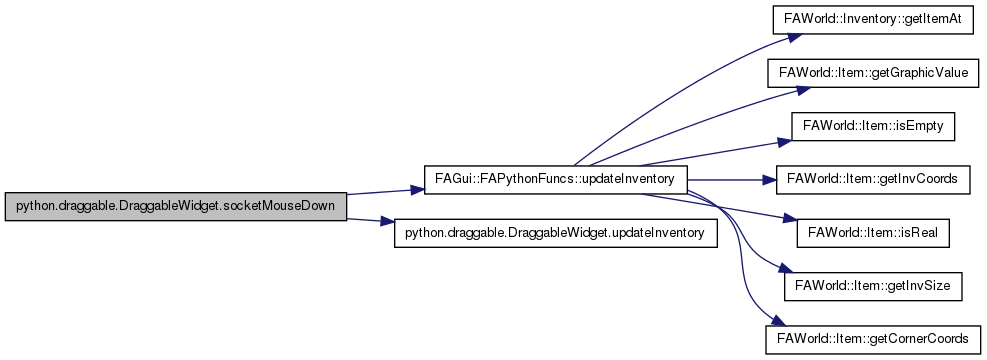 FAWorld::Inventory::getItemAt
FAWorld::Item::getGraphicValue
FAWorld::Item::isEmpty
FAGui::FAPythonFuncs::updateInventory
FAWorld::Item::getInvCoords
python.draggable.DraggableWidget.socketMouseDown
python.draggable.DraggableWidget.updateInventory
FAWorld::Item::isReal
FAWorld::Item::getInvSize
FAWorld::Item::getCornerCoords